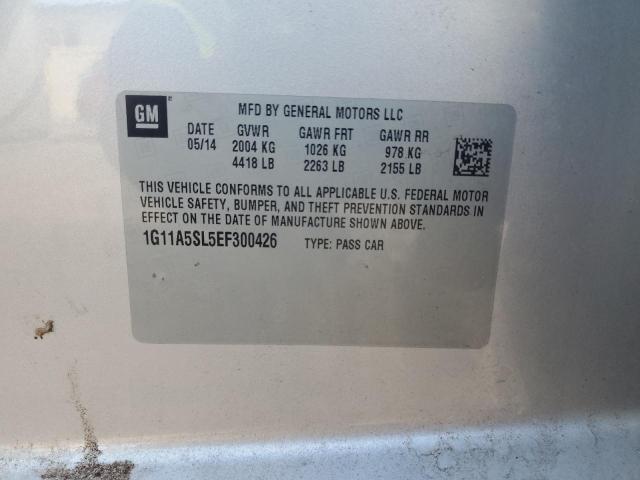 GM
MFD BY GENERAL MOTORS LLC
DATE GVWR GAWR FRT GAWR RR
05/14 2004 KG 1026 KG 978 KG
4418 LB 2263 LB 2155 LB
THIS VEHICLE CONFORMS TO ALL APPLICABLE U.S. FEDERAL MOTOR
VEHICLE SAFETY, BUMPER, AND THEFT PREVENTION STANDARDS IN
EFFECT ON THE DATE OF MANUFACTURE SHOWN ABOVE.
1G11A5SL5EF300426 TYPE: PASS CAR